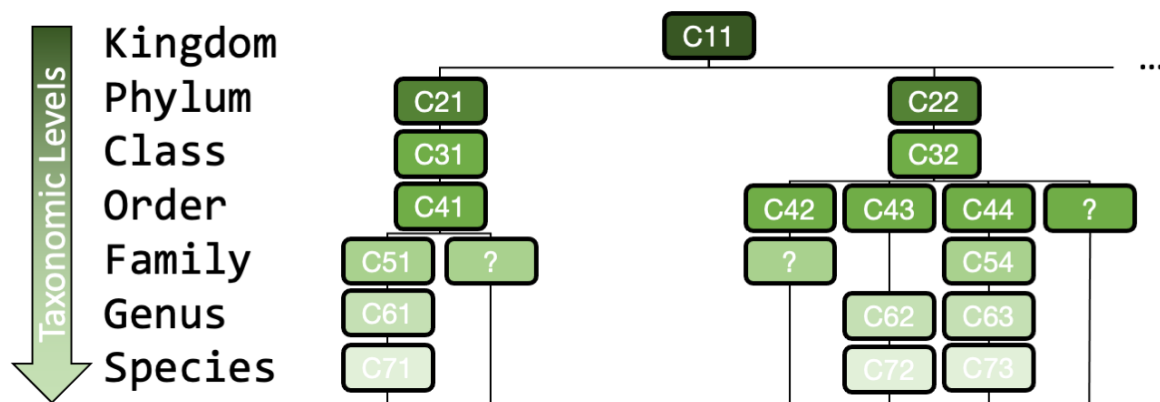 Taxonomic Levels
Kingdom C11
...
Phylum C21 C22
Class C31 C32
Order C41 C42 C43 C44 ?
Family C51 ? ? C54
Genus C61 C62 C63
Species C71 C72 C73